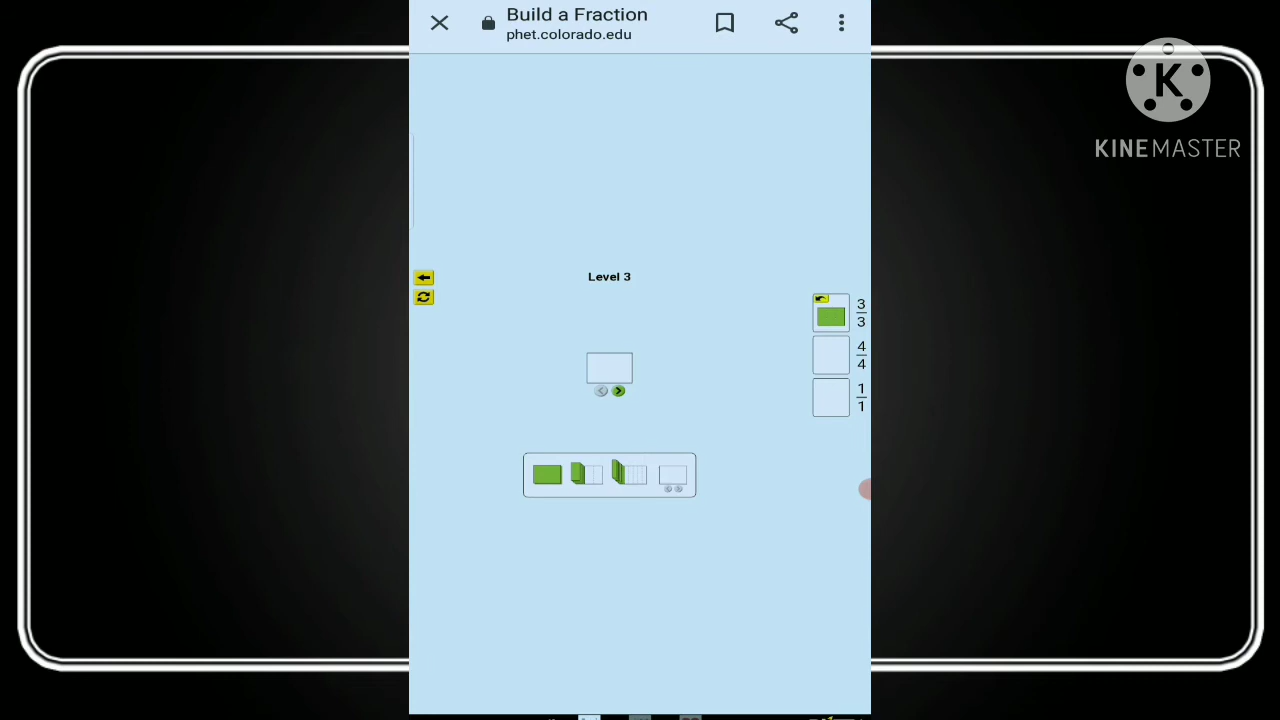 Build a Fraction
phet.colorado.edu
K
KINEMASTER
Level 3
3
3
4
4
1
1